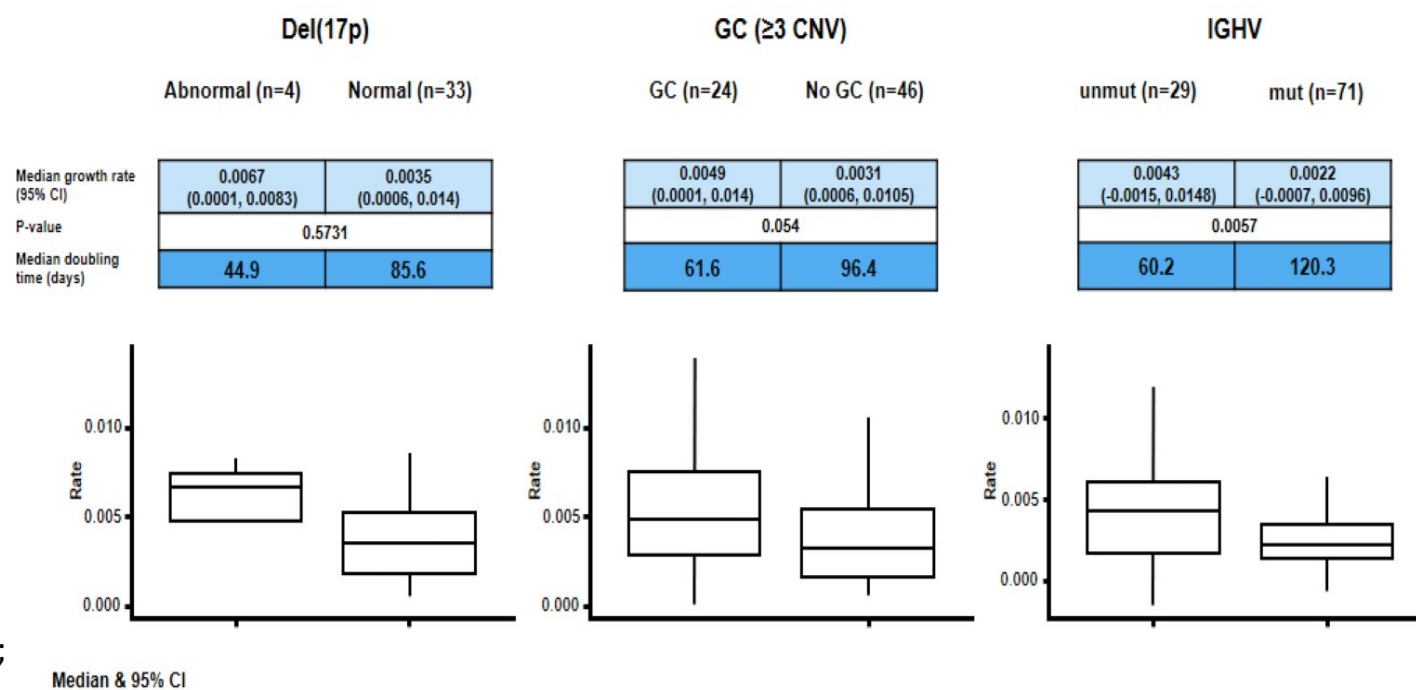 Del(17p)
GC (≥3 CNV)
IGHV
Abnormal (n=4)
Normal (n=33)
GC (n=24)
No GC (n=46)
unmut (n=29)
mut (n=71)
Median growth rate
(95% CI)
0.0067
(0.0001, 0.0083)
0.0035
(0.0006, 0.014)
0.0049
(0.0001, 0.014)
0.0031
(0.0006, 0.0105)
0.0043
(-0.0015, 0.0148)
0.0022
(-0.0007, 0.0096)
P-value
0.5731
0.054
0.0057
Median doubling
time (days)
44.9
85.6
61.6
96.4
60.2
120.3
Rate
0.010
0.005
0.000
Rate
0.010
0.005
0.000
Rate
0.010
0.005
0.000
;
Median & 95% CI